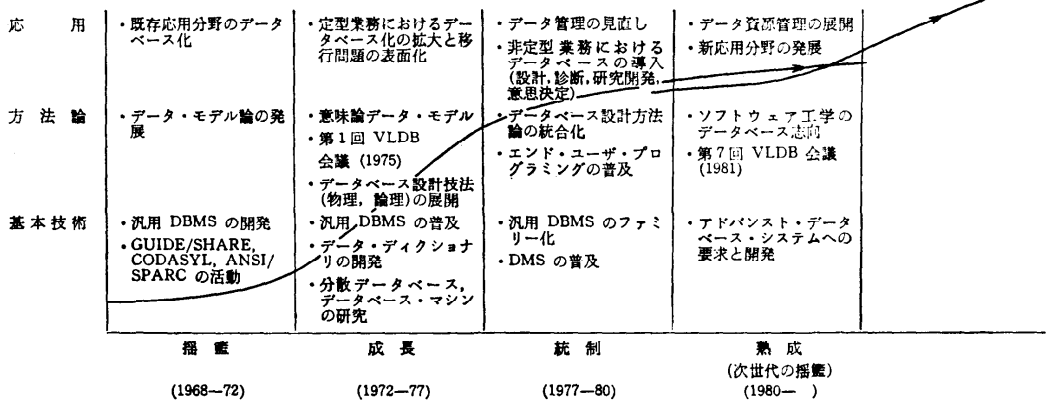 応用
・既存応用分野のデータ
ベース化
・定型業務におけるデー
タベース化の拡大と移
行問題の表面化
・データ管理の見直し
・非定型業務における
データベースの導入
(設計,診断,研究開発,
意思決定)
・データ資源管理の展開
・新応用分野の発展
方法論
・データ・モデル論の発
展
・意味論データ・モデル
・第1回 VLDB
会議 (1975)
・データベース設計技法
(物理,論理)の展開
・データベース設計方法
論の統合化
・エンド・ユーザ・プロ
グラミングの普及
・ソフトウェア工学の
データベース志向
・第7回 VLDB 会議
(1981)
基本技術
・汎用 DBMS の開発
・GUIDE/SHARE,
CODASYL, ANSI/
SPARC の活動
・汎用 DBMS の普及
・データ・ディクショナ
リの開発
・分散データベース,
データベース・マシン
の研究
・汎用 DBMS のファミ
リー化
・DMS の普及
・アドバンスト・データ
ベース・システムへの
要求と開発
揺籃
(1968―72)
成長
(1972―77)
統制
(1977―80)
熟成
(次世代の揺籃)
(1980― )